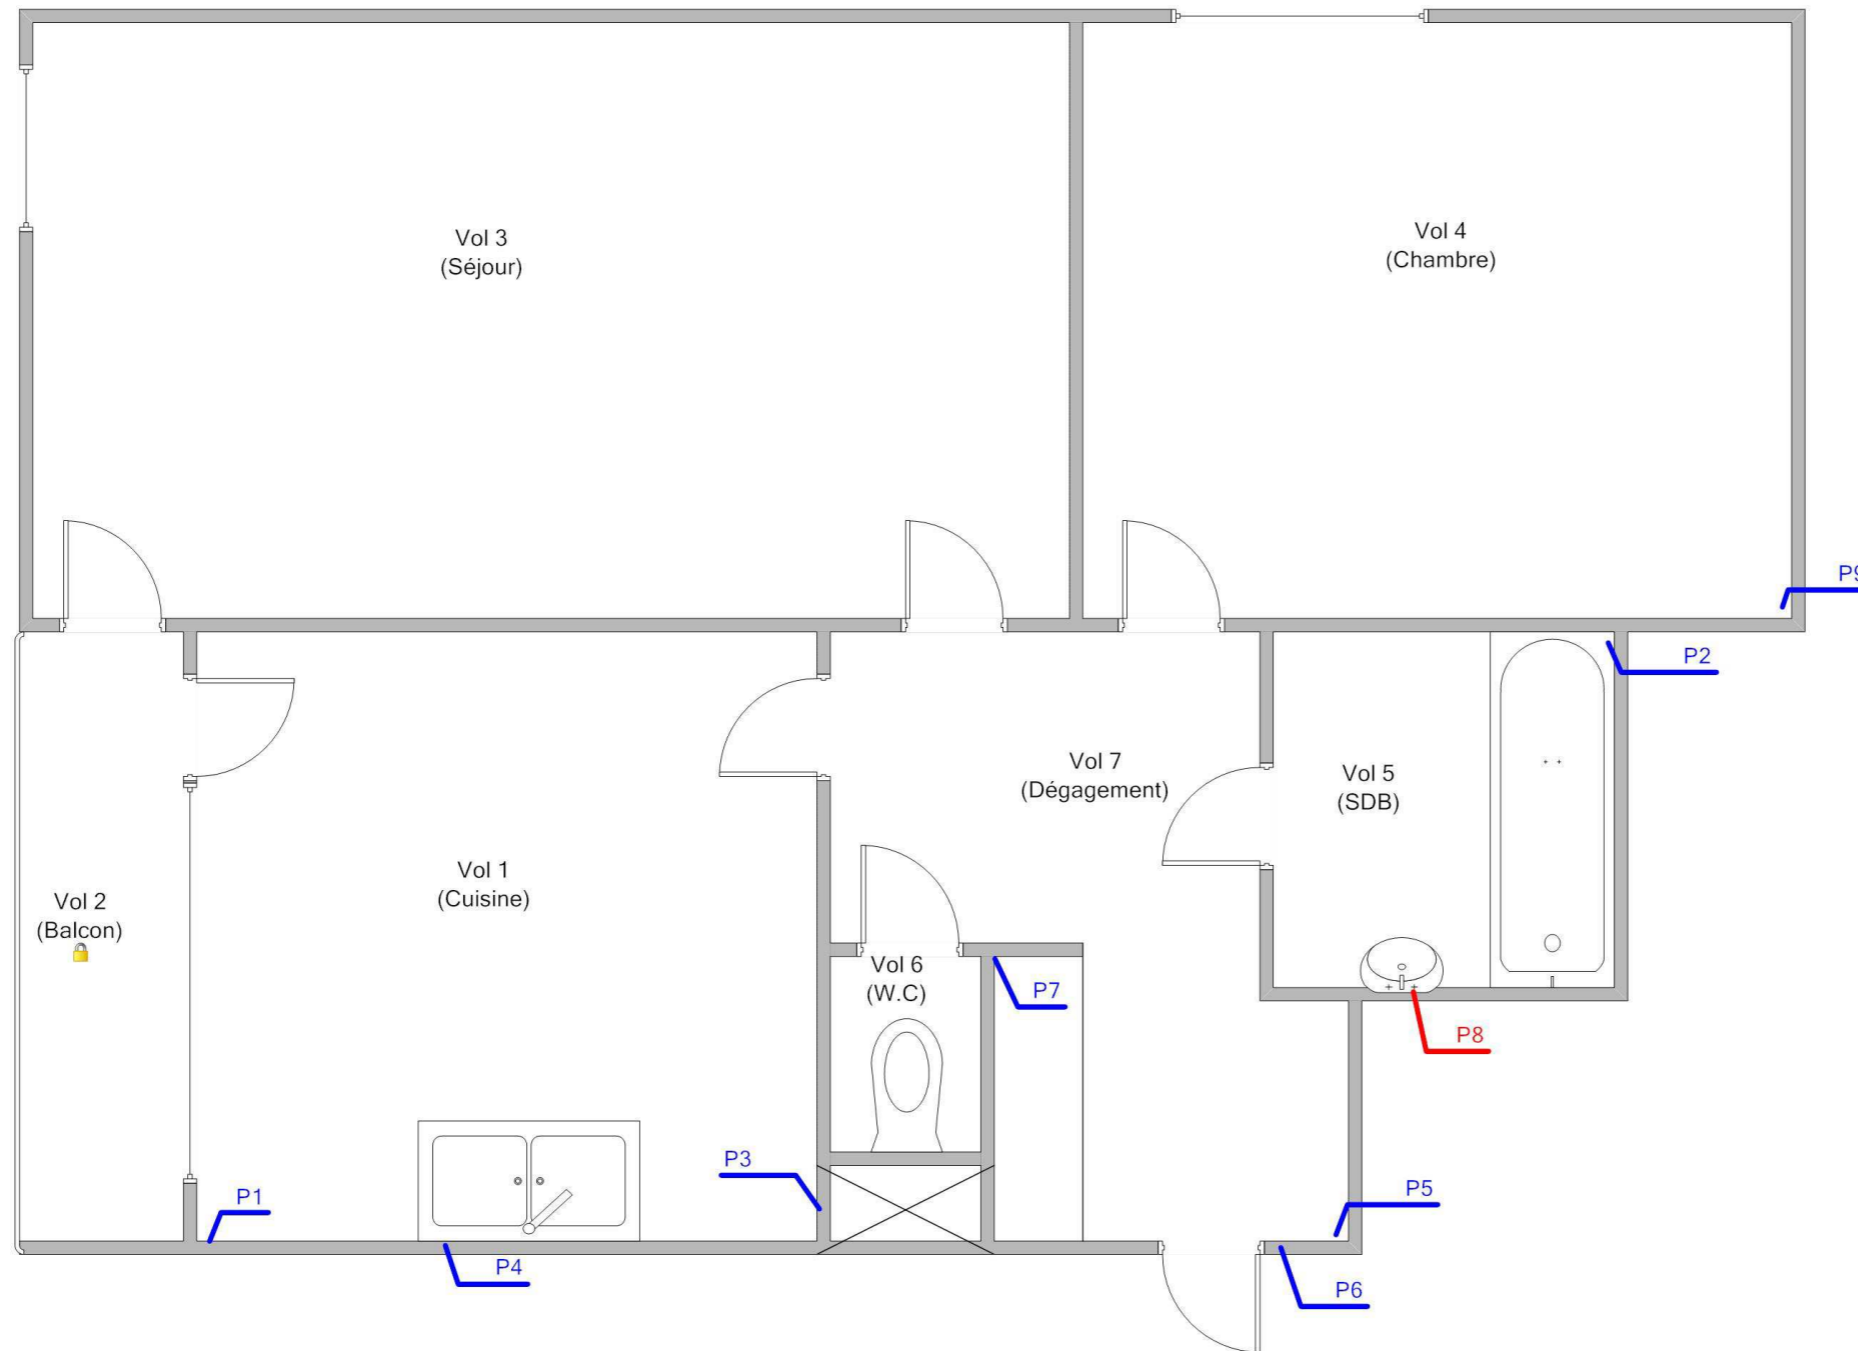 Vol 3
(Séjour)
Vol 4
(Chambre)
P9
P2
Vol 7
(Dégagement)
Vol 5
(SDB)
Vol 1
(Cuisine)
Vol 2
(Balcon)
Vol 6
(W.C)
P7
P8
P3
P1
P5
P4
P6